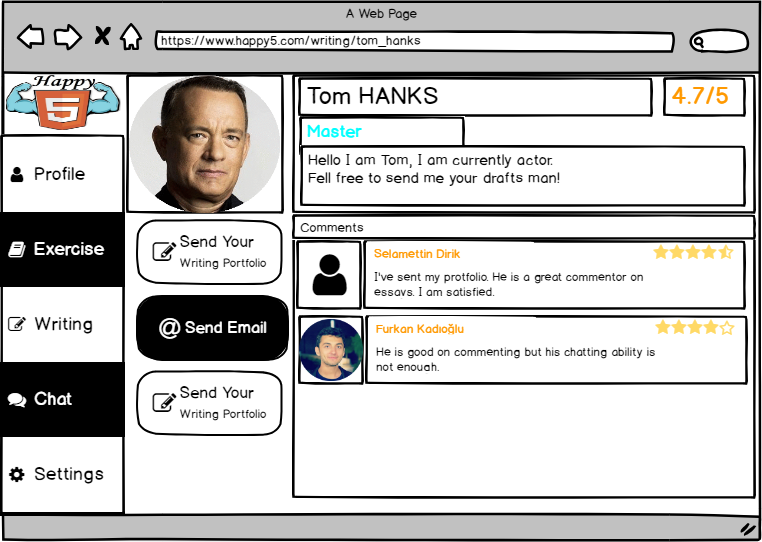 A Web Page
https://www.happy5.com/writing/tom_hanks
Happy
5
Profile
Exercise
Writing
Chat
Settings
Send Your
Writing Portfolio
@ Send Email
Send Your
Writing Portfolio
Tom HANKS
4.7/5
Master
Hello I am Tom, I am currently actor.
Fell free to send me your drafts man!
Comments
Selamettin Dirik
I've sent my protfolio. He is a great commentor on
essays. I am satisfied.
Furkan Kadıoğlu
He is good on commenting but his chatting ability is
not enough.